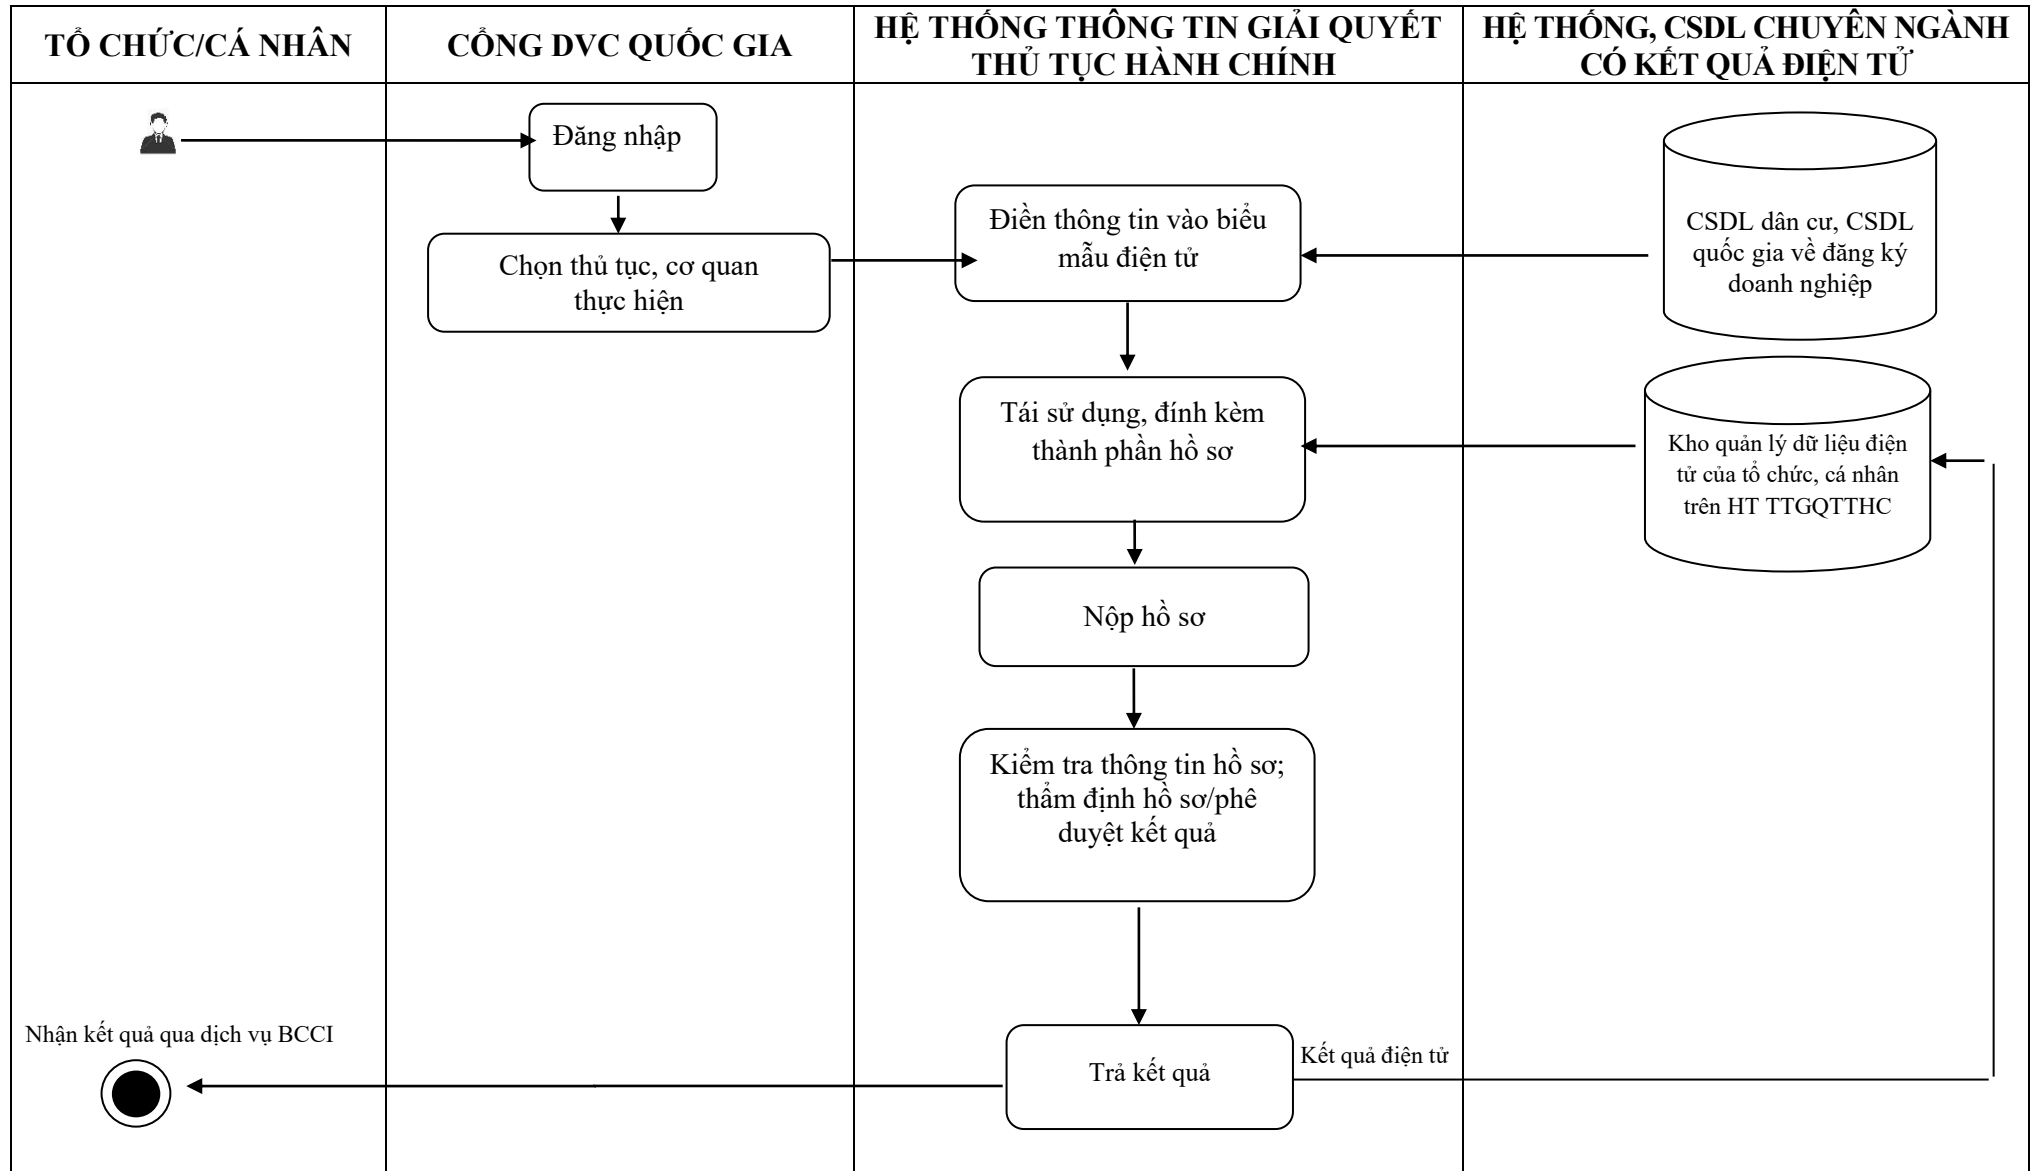 TỔ CHỨC/CÁ NHÂN
CỔNG DVC QUỐC GIA
HỆ THỐNG THÔNG TIN GIẢI QUYẾT
THỦ TỤC HÀNH CHÍNH
HỆ THỐNG, CSDL CHUYÊN NGÀNH
CÓ KẾT QUẢ ĐIỆN TỬ
Đăng nhập
Chọn thủ tục, cơ quan
thực hiện
Điền thông tin vào biểu
mẫu điện tử
CSDL dân cư, CSDL
quốc gia về đăng ký
doanh nghiệp
Tái sử dụng, đính kèm
thành phần hồ sơ
Kho quản lý dữ liệu điện
tử của tổ chức, cá nhân
trên HT TTGQTTHC
Nộp hồ sơ
Kiểm tra thông tin hồ sơ;
thẩm định hồ sơ/phê
duyệt kết quả
Nhận kết quả qua dịch vụ BCCI
Trả kết quả
Kết quả điện tử